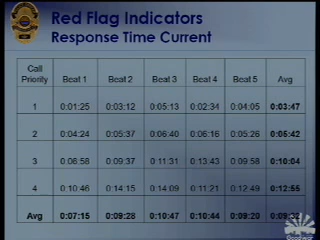 Red Flag Indicators
Response Time Current
Call Priority Beat 1 Beat 2 Beat 3 Beat 4 Beat 5 Avg
1 0:01:25 0:03:12 0:05:13 0:02:34 0:04:05 0:03:47
2 0:04:24 0:05:37 0:06:40 0:06:16 0:05:26 0:05:42
3 0:06:58 0:09:37 0:11:31 0:13:43 0:09:58 0:10:04
4 0:10:46 0:14:15 0:14:09 0:11:21 0:12:49 0:12:55
Avg 0:07:15 0:09:28 0:10:47 0:10:44 0:09:20